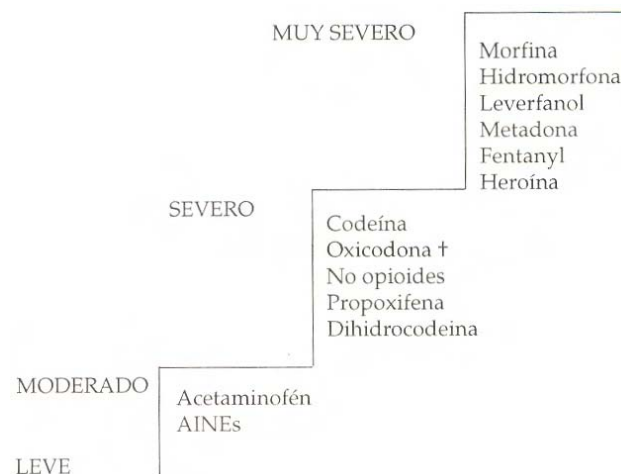 MUY SEVERO
Morfina
Hidromorfona
Leverfanol
Metadona
Fentanyl
Heroína
SEVERO
Codeína
Oxicodona †
No opioides
Propoxifena
Dihidrocodeina
MODERADO
Acetaminofén
AINEs
LEVE